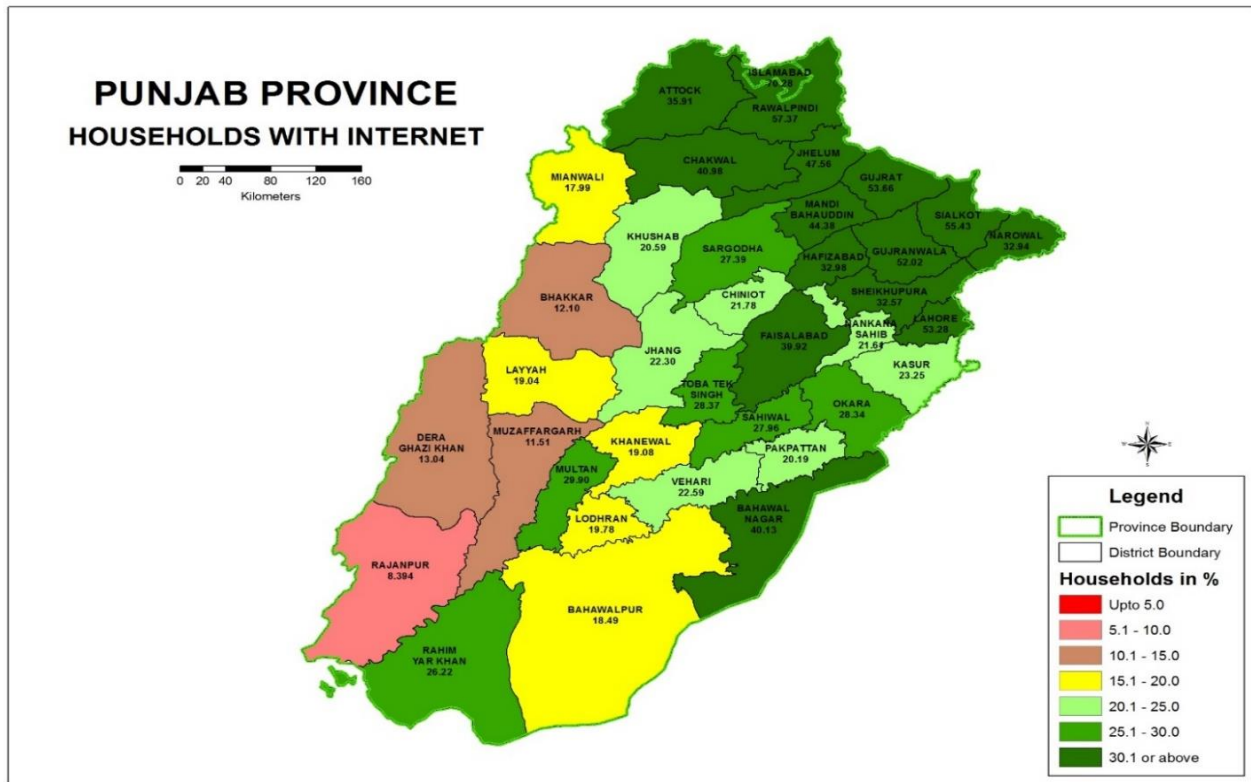 PUNJAB PROVINCE
HOUSEHOLDS WITH INTERNET
0 20 40 80 120 160
Kilometers
ISLAMABAD
76.28
ATTOCK
35.91
RAWALPINDI
57.37
CHAKWAL
40.98
JHELUM
47.56
GUJRAT
53.66
MIANWALI
17.99
MANDI
BAHAUDDIN
44.38
SIALKOT
55.43
NAROWAL
32.94
KHUSHAB
20.59
SARGODHA
27.39
HAFIZABAD
32.98
GUJRANWALA
52.02
BHAKKAR
12.10
CHINIOT
21.78
SHEIKHUPURA
32.57
LAHORE
53.28
FAISALABAD
39.92
NANKANA
SAHIB
21.64
JHANG
22.30
KASUR
23.25
LAYYAH
19.04
TOBA TEK
SINGH
28.37
OKARA
28.34
SAHIWAL
27.96
DERA
GHAZI KHAN
13.04
MUZAFFARGARH
11.51
KHANEWAL
19.08
PAKPATTAN
20.19
MULTAN
29.90
VEHARI
22.59
BAHAWAL
NAGAR
40.13
LODHRAN
19.78
RAJANPUR
8.394
BAHAWALPUR
18.49
RAHIM
YAR KHAN
26.22
Legend
Province Boundary
District Boundary
Households in %
Upto 5.0
5.1 - 10.0
10.1 - 15.0
15.1 - 20.0
20.1 - 25.0
25.1 - 30.0
30.1 or above